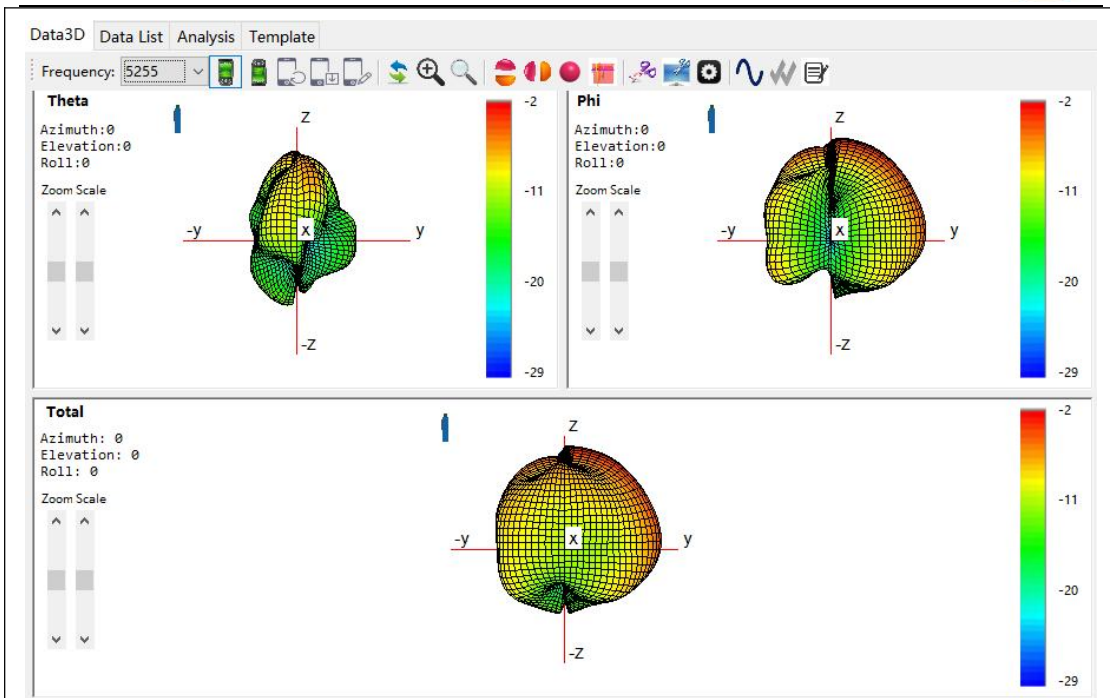 Data3D Data List Analysis Template
Frequency: 5255
Theta
Azimuth:0
Elevation:0
Roll:0
Zoom Scale
Z
-y
x
y
-Z
-2
-11
-20
-29
Phi
Azimuth:0
Elevation:0
Roll:0
Zoom Scale
Z
-y
x
y
-Z
-2
-11
-20
-29
Total
Azimuth: 0
Elevation: 0
Roll: 0
Zoom Scale
Z
-y
x
y
-Z
-2
-11
-20
-29